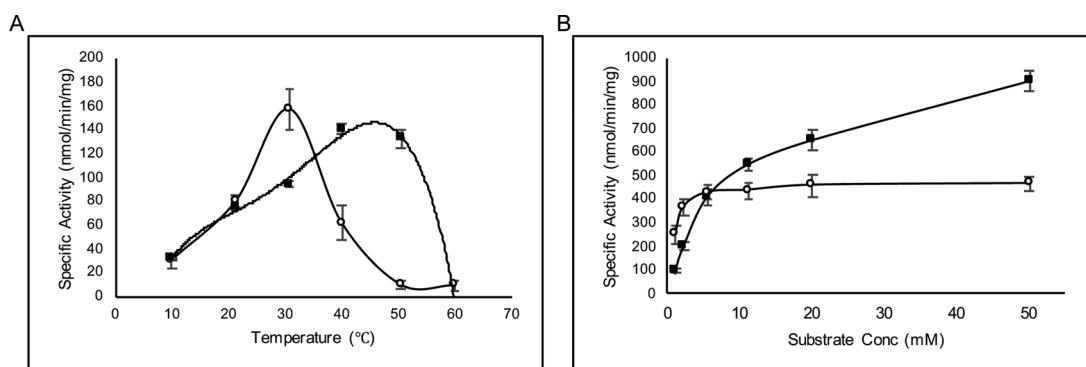 A
B
Specific Activity (nmol/min/mg)
200
180
160
140
120
100
80
60
40
20
0
0 10 20 30 40 50 60 70
Temperature (°C)
Specific Activity (nmol/min/mg)
1000
900
800
700
600
500
400
300
200
100
0 10 20 30 40 50
Substrate Conc (mM)